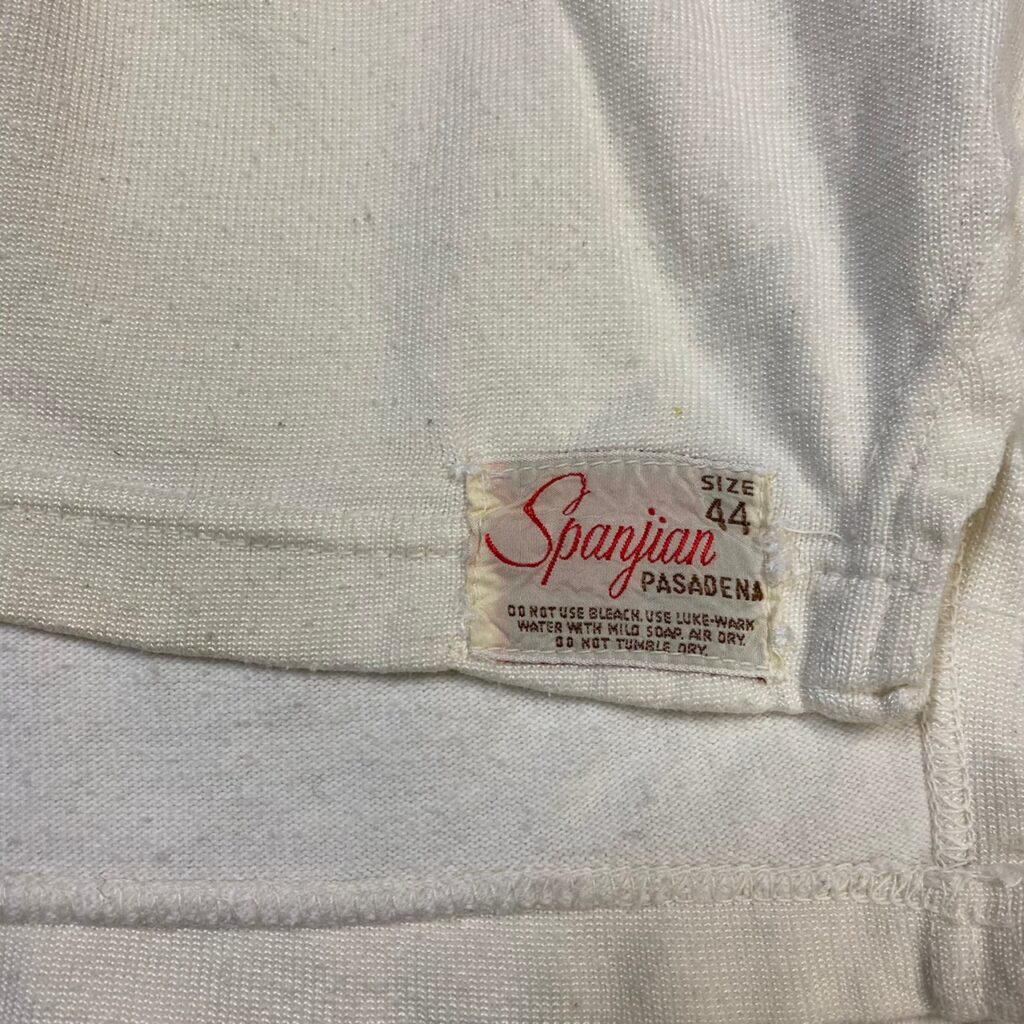 SIZE
44
Spanjian
PASADENA
DO NOT USE BLEACH. USE LUKE-WARM
WATER WITH MILD SOAP. AIR DRY.
DO NOT TUMBLE DRY.